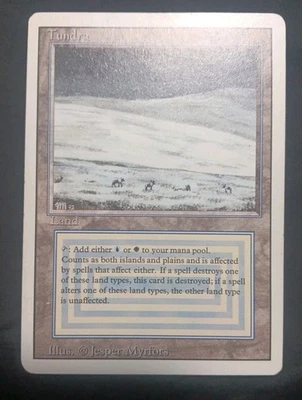 Tundra
Land
: Add either or to your mana pool.
Counts as both islands and plains and is affected
by spells that affect either. If a spell destroys one
of these land types, this card is destroyed; if a spell
alters one of these land types, the other land type
is unaffected.
Illus. © Jesper Myrfors